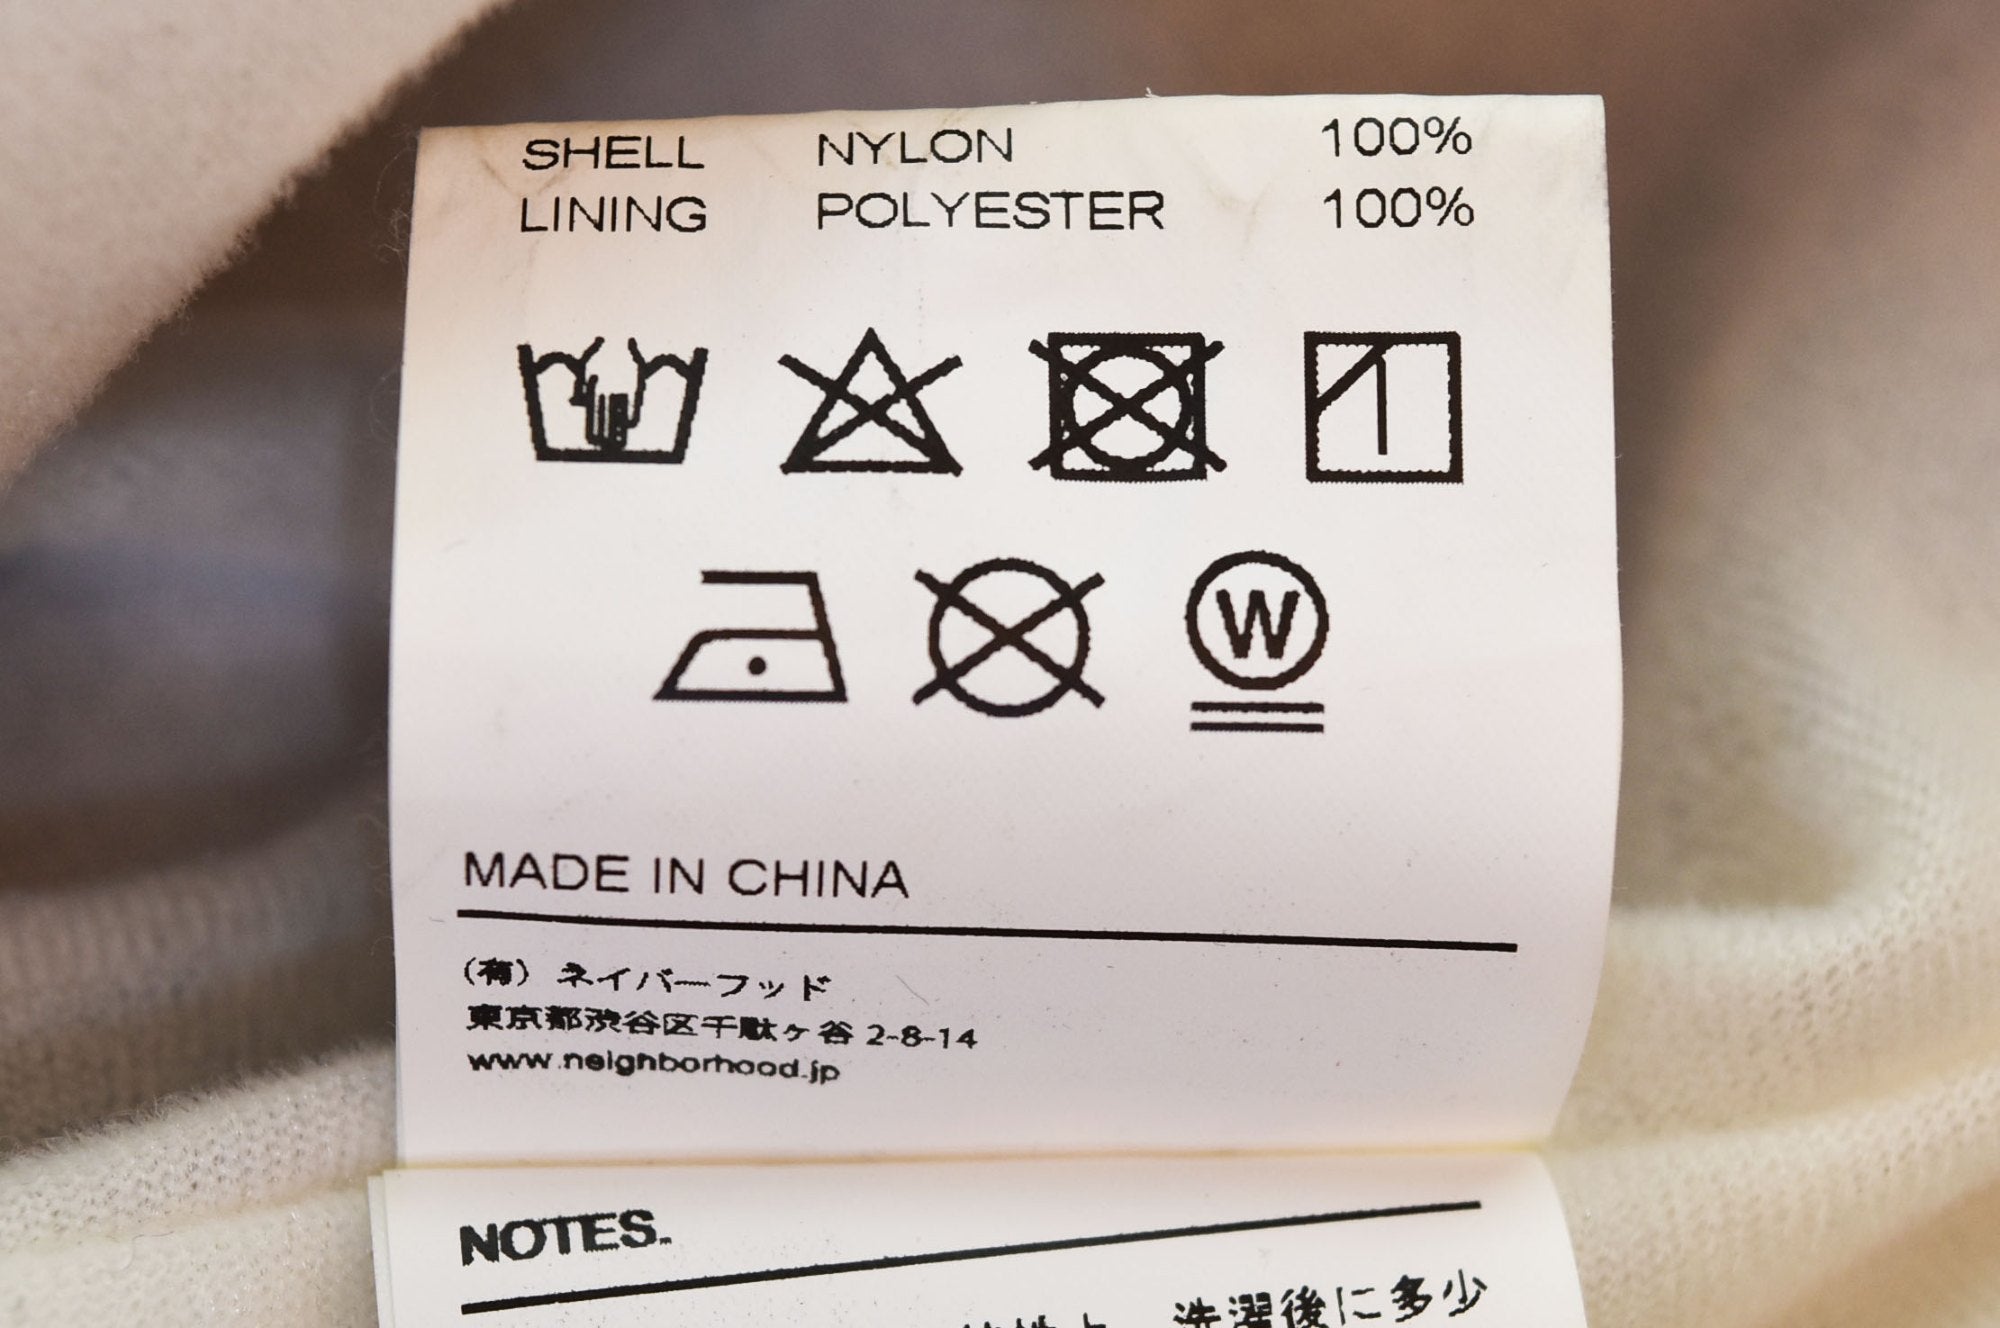 SHELL NYLON 100%
LINING POLYESTER 100%
W
MADE IN CHINA
(有) ネイバーフッド
東京都渋谷区千駄ヶ谷 2-8-14
www.neighborhood.jp
NOTES.
洗濯後に多少